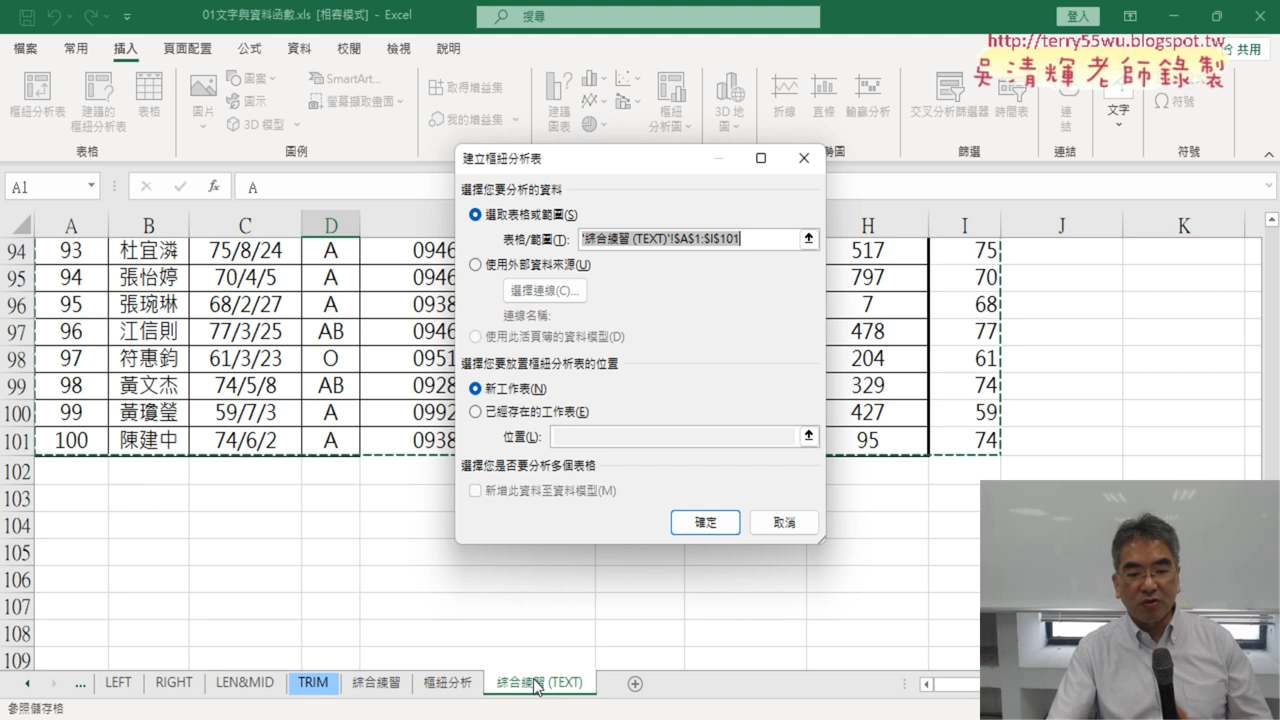 01文字與資料函數.xls [相容模式] - Excel
搜尋
登入
檔案 常用 插入 頁面配置 公式 資料 校閱 檢視 說明
共用
http://terry55wu.blogspot.tw
吳清輝老師錄製
樞紐分析表
建議的
樞紐分析表
表格
圖片
圖案
圖示
3D 模型
SmartArt...
螢幕擷取畫面
取得增益集
我的增益集
建議
圖表
樞紐
分析圖
3D 地
圖
折線
直條
輸贏分析
交叉分析篩選器
時間表
連
結
文字
符號
表格 圖例 篩選 連結 符號
A1
fx
A
A B C D H I J K
94 93 杜宜潾 75/8/24 A 0946 517 75
95 94 張怡婷 70/4/5 A 0946 797 70
96 95 張琬琳 68/2/27 A 0938 7 68
97 96 江信則 77/3/25 AB 0946 478 77
98 97 符惠鈞 61/3/23 O 0951 204 61
99 98 黃文杰 74/5/8 AB 0928 329 74
100 99 黃瓊瑩 59/7/3 A 0992 427 59
101 100 陳建中 74/6/2 A 0938 95 74
102
103
104
105
106
107
108
109
建立樞紐分析表
選擇您要分析的資料
選取表格或範圍(S)
表格/範圍(T): '綜合練習 (TEXT)'!$A$1:$I$101
使用外部資料來源(U)
選擇連線(C)...
連線名稱:
使用此活頁簿的資料模型(D)
選擇您要放置樞紐分析表的位置
新工作表(N)
已經存在的工作表(E)
位置(L):
選擇您是否要分析多個表格
新增此資料至資料模型(M)
確定 取消
... LEFT RIGHT LEN&MID TRIM 綜合練習 樞紐分析 綜合練習 (TEXT)
參照儲存格